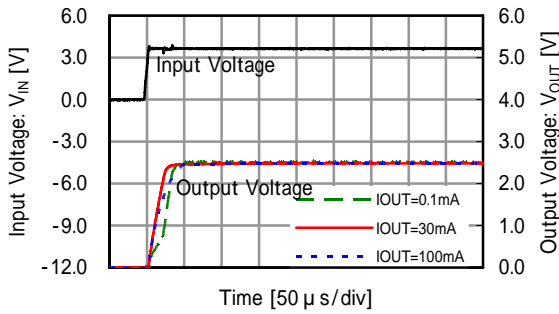 Input Voltage: VIN [V]
6.0
3.0
0.0
-3.0
-6.0
-9.0
-12.0
Input Voltage
Output Voltage
IOUT=0.1mA
IOUT=30mA
IOUT=100mA
6.0
5.0
4.0
3.0
2.0
1.0
0.0
Output Voltage: VOUT [V]
Time [50 μs/div]